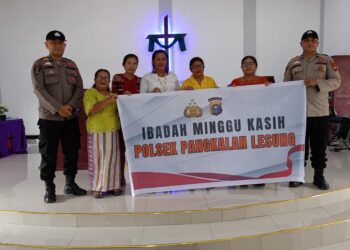 IBADAH MINGGU KASIH
POLSEK PANGKALAN LESUNG